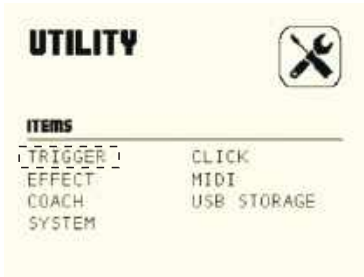 UTILITY
ITEMS
TRIGGER CLICK
EFFECT MIDI
COACH USB STORAGE
SYSTEM